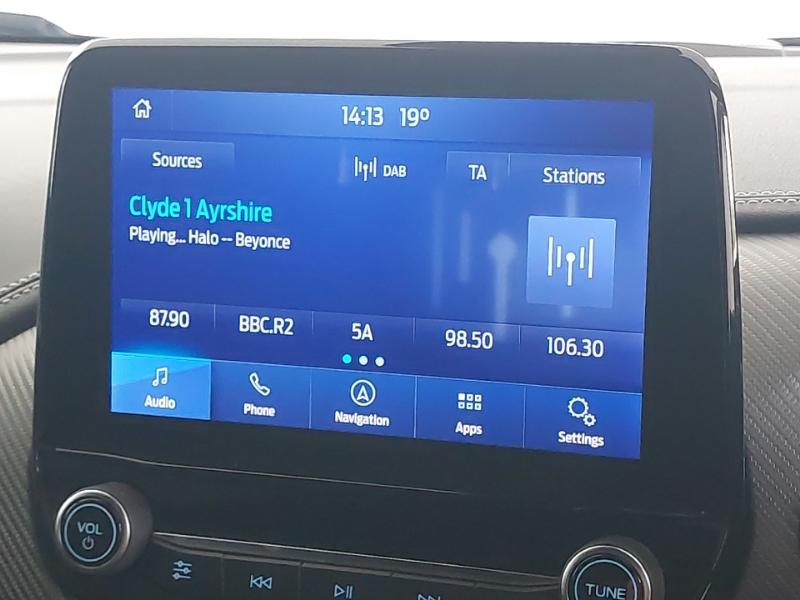 14:13 19°
Sources
DAB
TA
Stations
Clyde 1 Ayrshire
Playing... Halo -- Beyonce
87.90
BBC.R2
5A
98.50
106.30
Audio
Phone
Navigation
Apps
Settings
VOL
TUNE